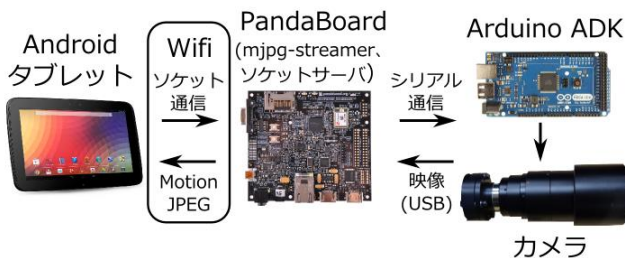 Android
タブレット
Wifi
ソケット
通信
Motion
JPEG
PandaBoard
(mjpg-streamer、
ソケットサーバ)
シリアル
通信
映像
(USB)
Arduino ADK
カメラ